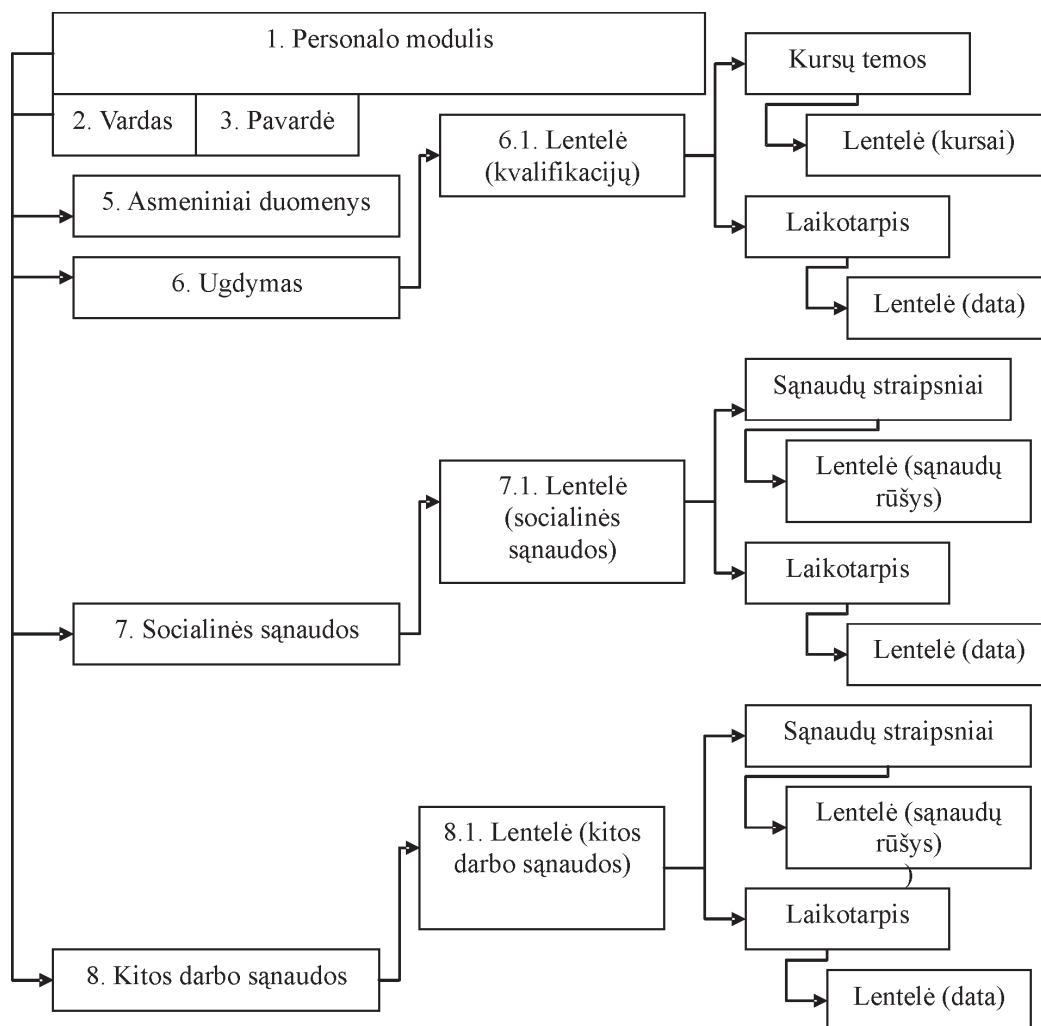 1. Personalo modulis
2. Vardas
3. Pavardė
5. Asmeniniai duomenys
6. Ugdymas
6.1. Lentelė
(kvalifikacijų)
Kursų temos
Lentelė (kursai)
Laikotarpis
Lentelė (data)
7. Socialinės sąnaudos
7.1. Lentelė
(socialinės
sąnaudos)
Sąnaudų straipsniai
Lentelė (sąnaudų
rūšys)
Laikotarpis
Lentelė (data)
8. Kitos darbo sąnaudos
8.1. Lentelė (kitos
darbo sąnaudos)
Sąnaudų straipsniai
Lentelė (sąnaudų
rūšys)
)
Laikotarpis
Lentelė (data)